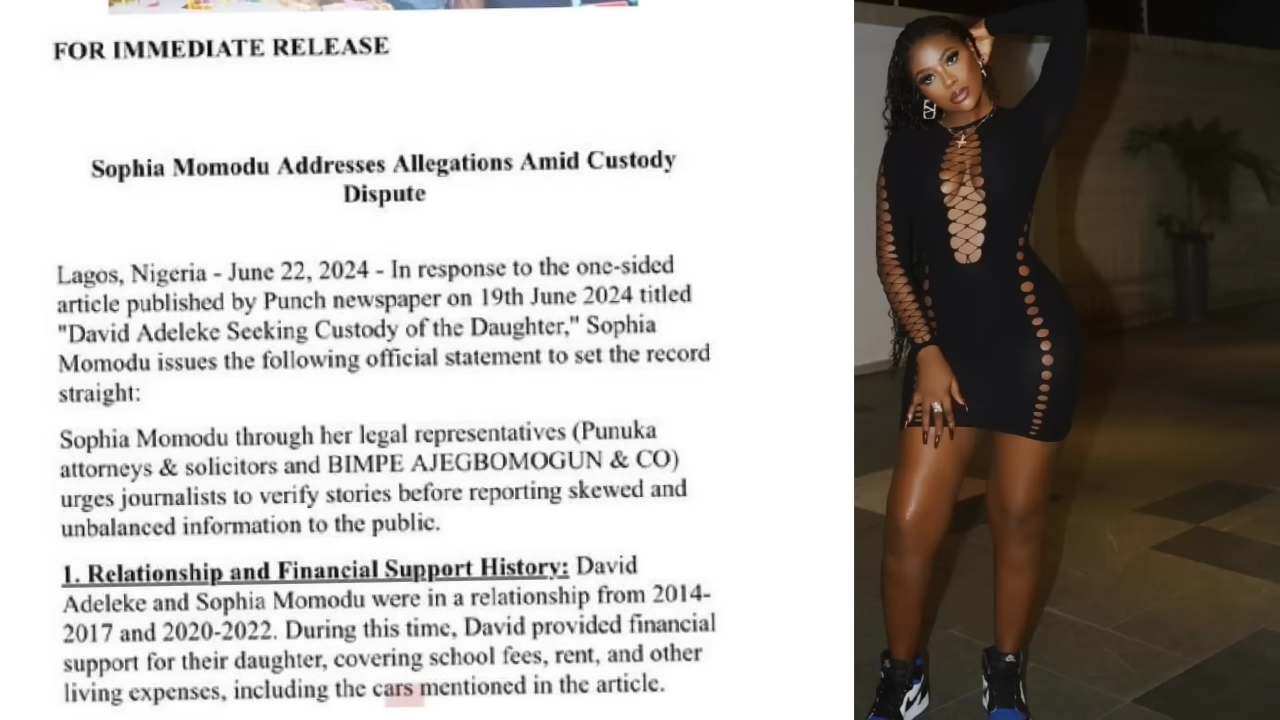 FOR IMMEDIATE RELEASE
Sophia Momodu Addresses Allegations Amid Custody
Dispute
Lagos, Nigeria - June 22, 2024 - In response to the one-sided
article published by Punch newspaper on 19th June 2024 titled
"David Adeleke Seeking Custody of the Daughter," Sophia
Momodu issues the following official statement to set the record
straight:
Sophia Momodu through her legal representatives (Punuka
attorneys & solicitors and BIMPE AJEGBOMOGUN & CO)
urges journalists to verify stories before reporting skewed and
unbalanced information to the public.
1. Relationship and Financial Support History: David
Adeleke and Sophia Momodu were in a relationship from 2014-
2017 and 2020-2022. During this time, David provided financial
support for their daughter, covering school fees, rent, and other
living expenses, including the cars mentioned in the article.